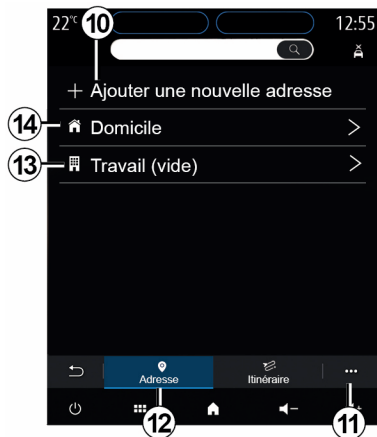 22°C 10 12:55
+ Ajouter une nouvelle adresse
14 Domicile
13 Travail (vide)
Adresse Itinéraire ...
12 11